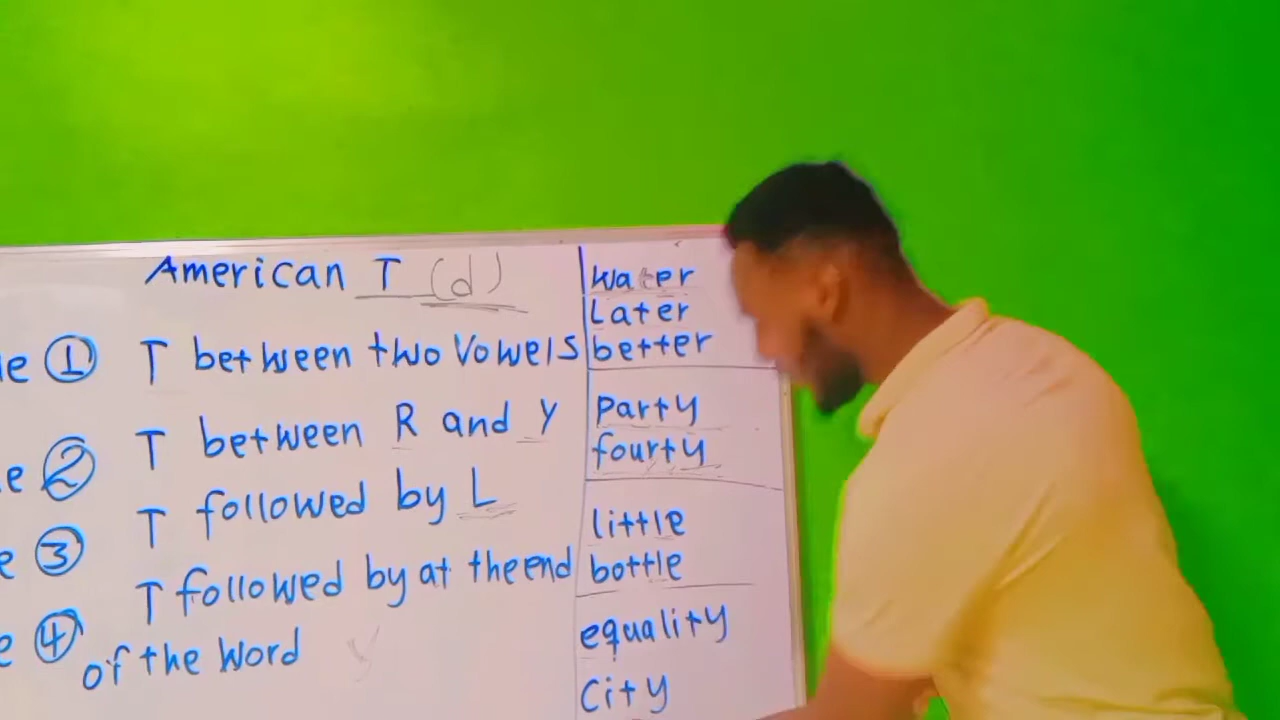 American T (d)
le ① T between two Vowels
e ② T between R and Y
e ③ T followed by L
e ④ T followed by at the end
of the Word Y
Water
Later
better
Party
fourty
little
bottle
equality
City